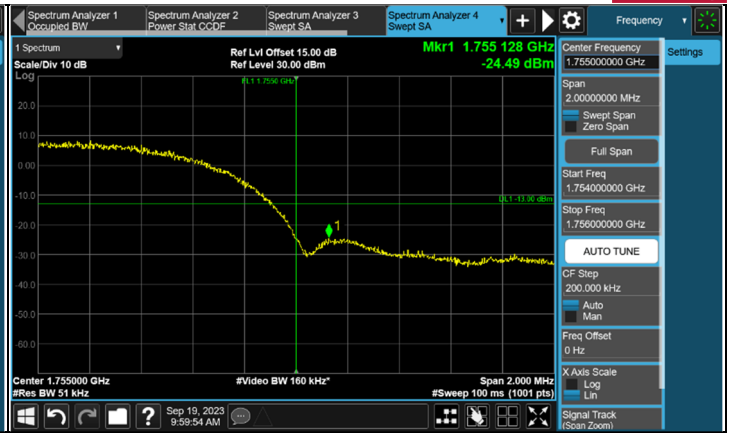 Spectrum Analyzer 1
Occupied BW
Spectrum Analyzer 2
Power Stat CCDF
Spectrum Analyzer 3
Swept SA
Spectrum Analyzer 4
Swept SA
Frequency
1 Spectrum
Scale/Div 10 dB
Log
Ref Lvl Offset 15.00 dB
Ref Level 30.00 dBm
Mkr1 1.755 128 GHz
-24.49 dBm
FL1 1.7550 GHz
20.0
10.0
0.00
-10.0
-20.0
-30.0
-40.0
-50.0
-60.0
DL1 -13.00 dBm
1
Center 1.755000 GHz
#Res BW 51 kHz
#Video BW 160 kHz*
Span 2.000 MHz
#Sweep 100 ms (1001 pts)
Sep 19, 2023
9:59:54 AM
Center Frequency
1.755000000 GHz
Settings
Span
2.00000000 MHz
Swept Span
Zero Span
Full Span
Start Freq
1.754000000 GHz
Stop Freq
1.756000000 GHz
AUTO TUNE
CF Step
200.000 kHz
Auto
Man
Freq Offset
0 Hz
X Axis Scale
Log
Lin
Signal Track
(Span Zoom)